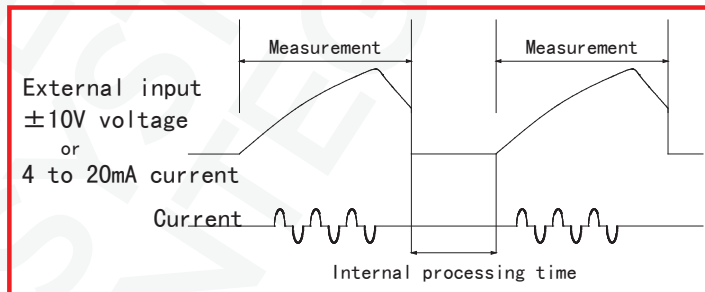 Measurement
Measurement
External input
±10V voltage
or
4 to 20mA current
Current
Internal processing time